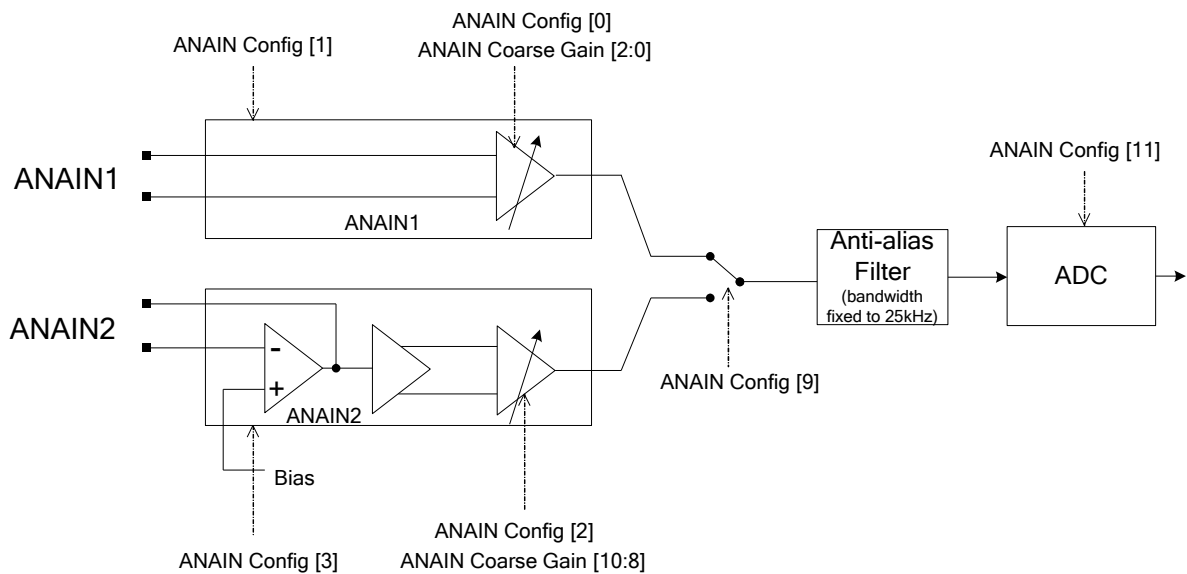 ANAIN Config [0]
ANAIN Coarse Gain [2:0]
ANAIN Config [1]
ANAIN1
ANAIN1
ANAIN Config [11]
Anti-alias
Filter
(bandwidth
fixed to 25kHz)
ADC
ANAIN2
-
+
ANAIN2
ANAIN Config [9]
Bias
ANAIN Config [3]
ANAIN Config [2]
ANAIN Coarse Gain [10:8]